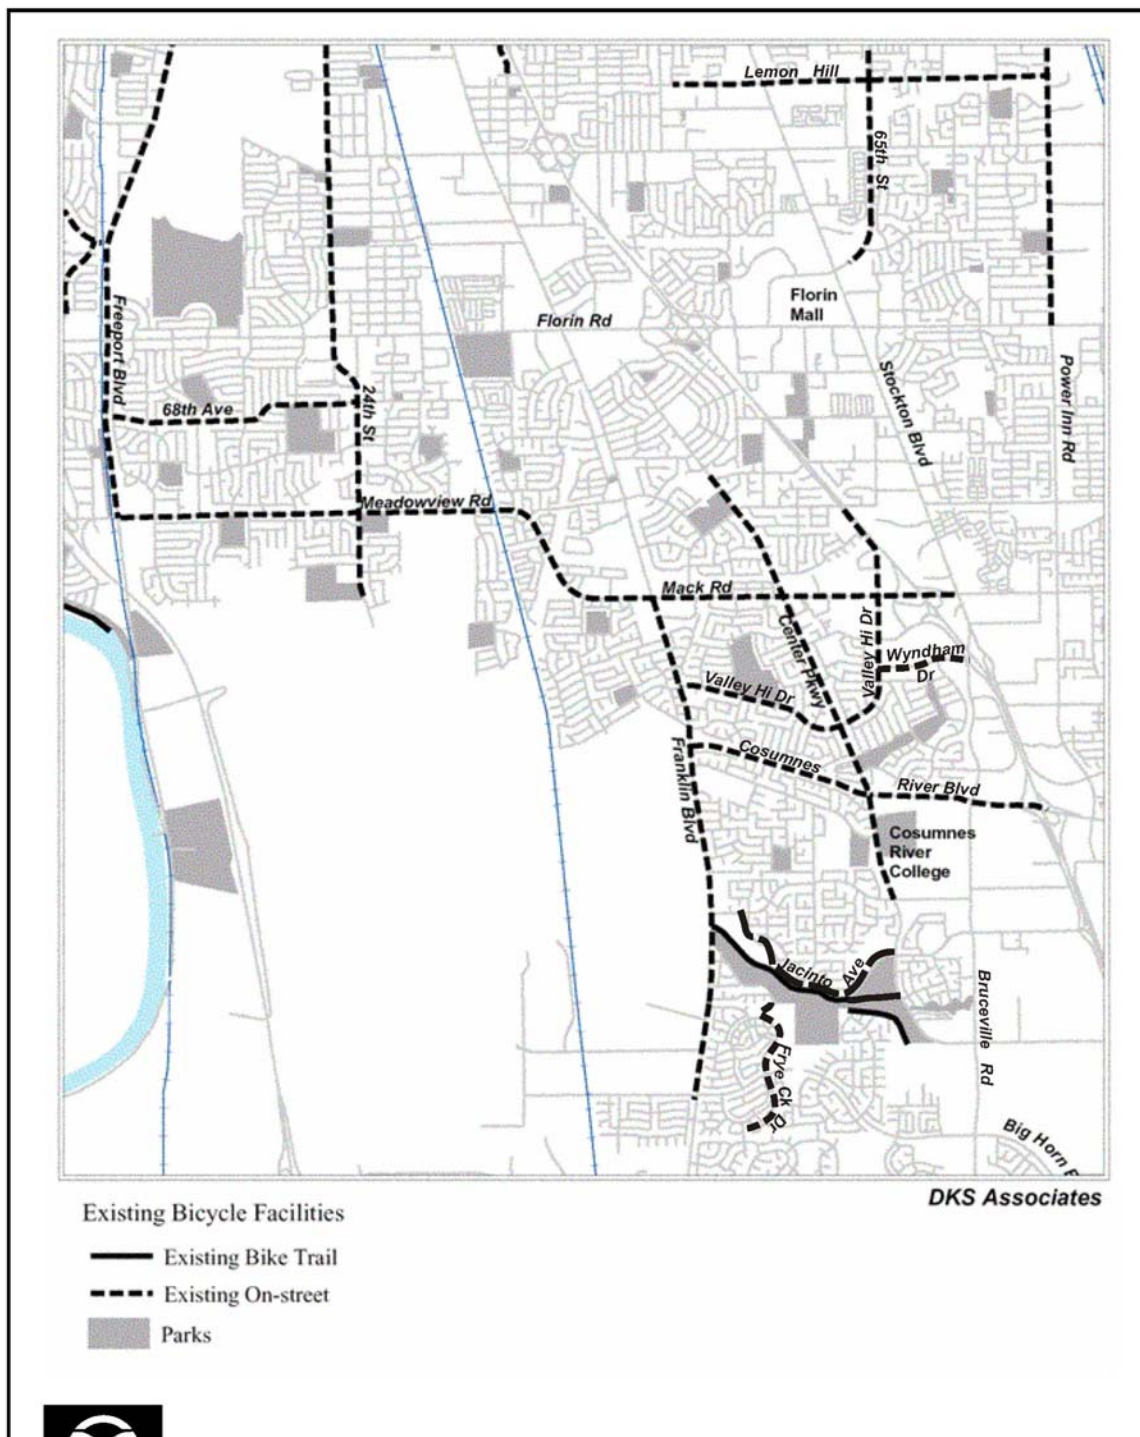 Lemon Hill
65th St
Florin
Mall
Freeport Blvd
Florin Rd
Stockton Blvd
Power Inn Rd
68th Ave
24th St
Meadowview Rd
Mack Rd
Center Pkwy
Valley Hi Dr
Wyndham
Dr
Valley Hi Dr
Cosumnes
River Blvd
Franklin Blvd
Cosumnes
River
College
Jacinto Ave
Bruceville Rd
Frye Ck Dr
Big Horn
DKS Associates
Existing Bicycle Facilities
Existing Bike Trail
Existing On-street
Parks